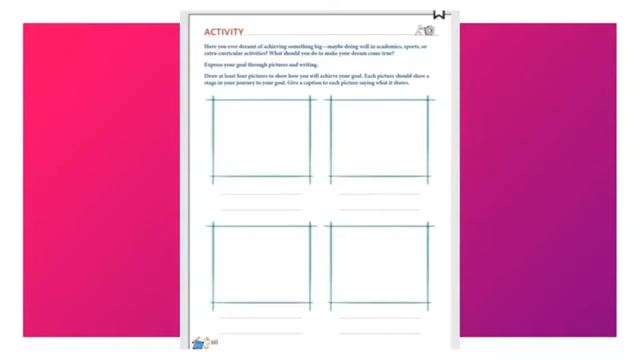 ACTIVITY
Have you ever dreamt of achieving something big—maybe doing well in academics, sports, or
extra-curricular activities? What should you do to make your dream come true?
Express your goal through pictures and writing.
Draw at least four pictures to show how you will achieve your goal. Each picture should show a
stage in your journey to your goal. Give a caption to each picture saying what it shows.
60